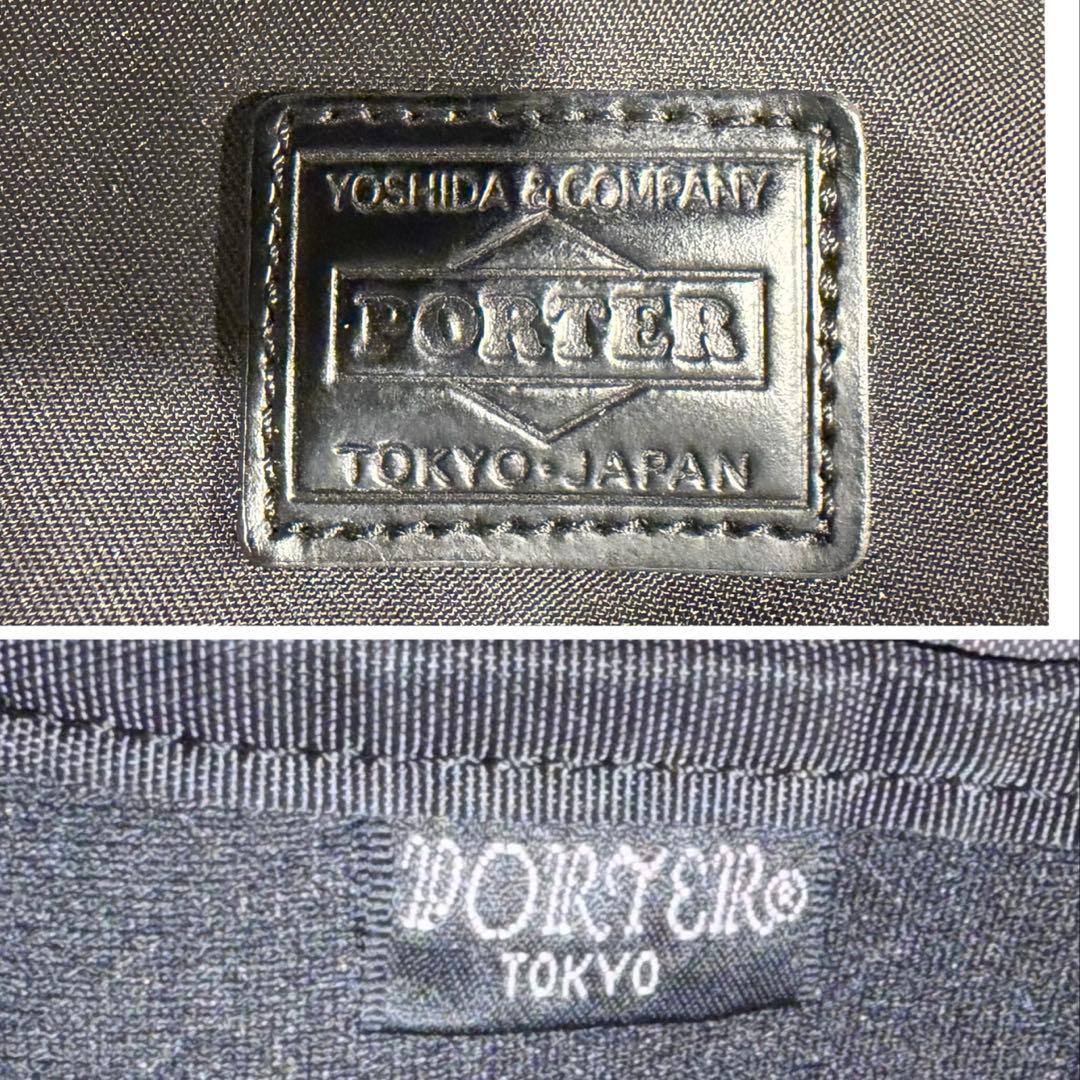 YOSHIDA & COMPANY
PORTER
TOKYO·JAPAN
PORTER®
TOKYO